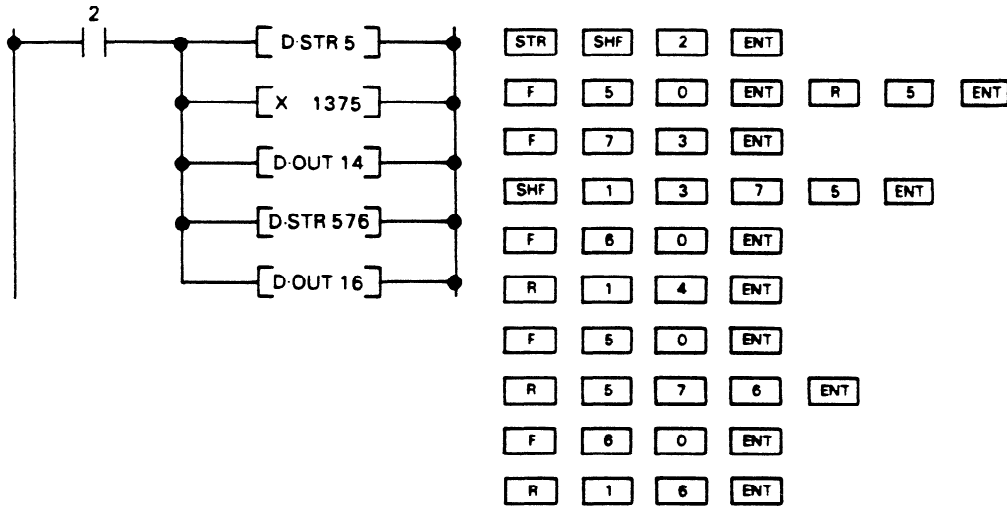 2
D·STR 5
X 1375
D·OUT 14
D·STR 576
D·OUT 16
STR SHF 2 ENT
F 5 0 ENT R 5 ENT
F 7 3 ENT
SHF 1 3 7 5 ENT
F 6 0 ENT
R 1 4 ENT
F 5 0 ENT
R 5 7 6 ENT
F 6 0 ENT
R 1 6 ENT